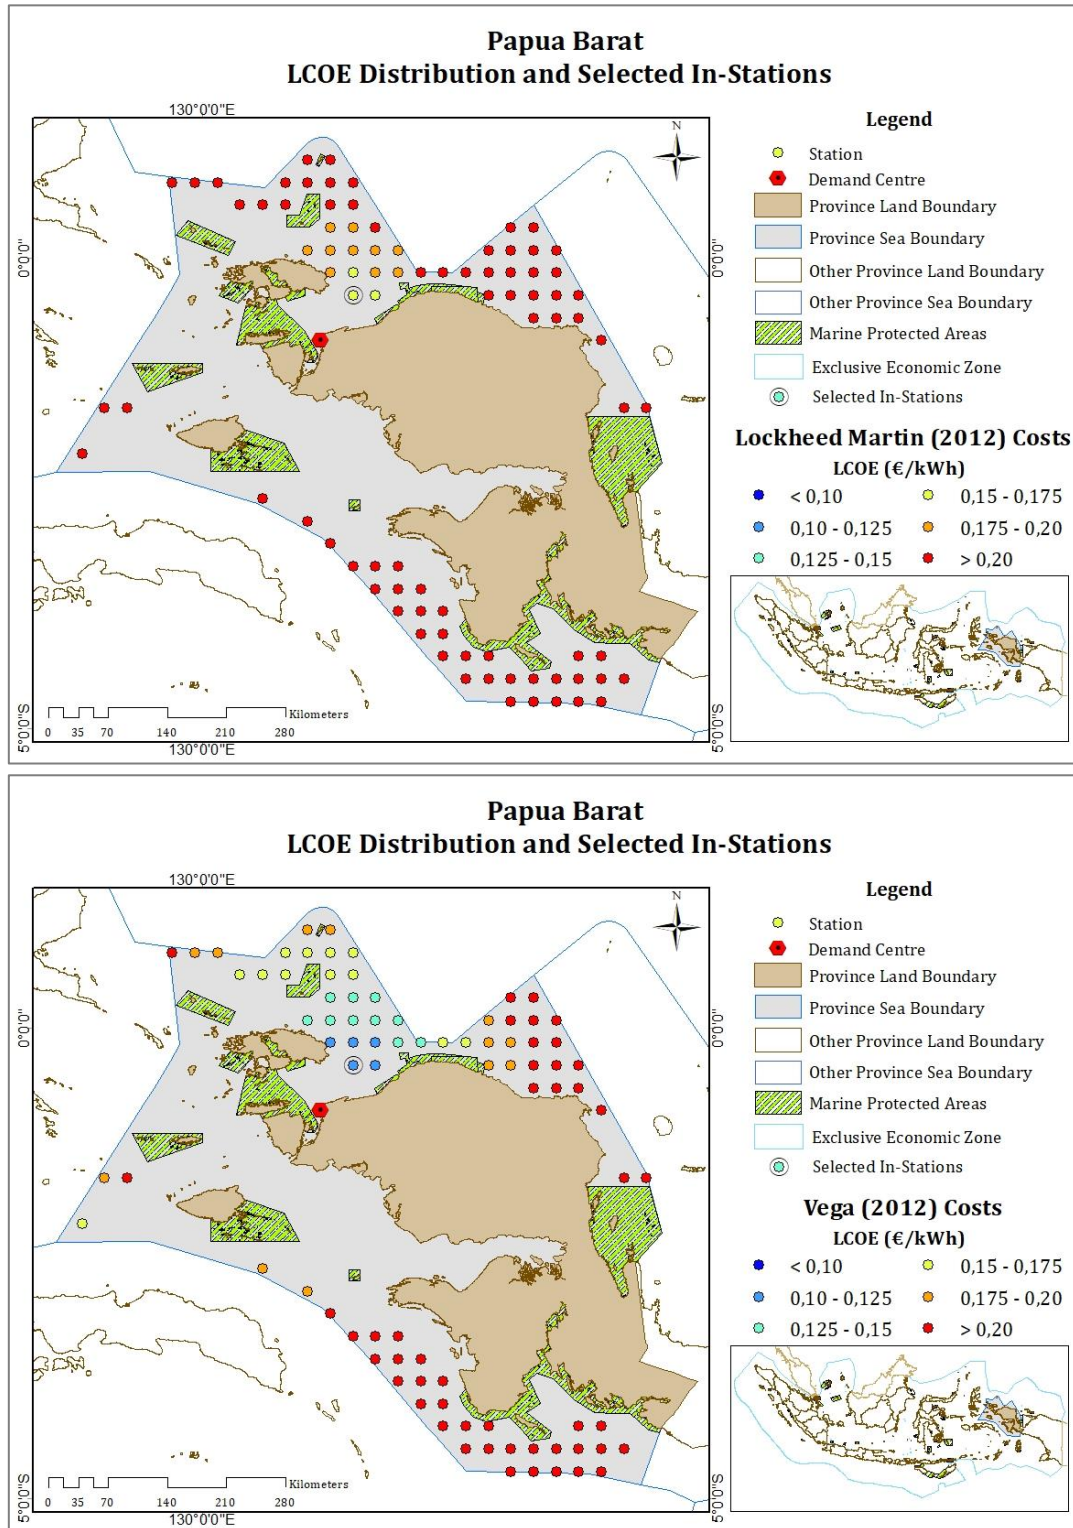 Papua Barat
LCOE Distribution and Selected In-Stations
130°0'0"E
N
0°0'0"
0°0'0"
5°0'0"S
5°0'0"S
Kilometers
0 35 70 140 210 280
130°0'0"E
Legend
Station
Demand Centre
Province Land Boundary
Province Sea Boundary
Other Province Land Boundary
Other Province Sea Boundary
Marine Protected Areas
Exclusive Economic Zone
Selected In-Stations
Lockheed Martin (2012) Costs
LCOE (€/kWh)
< 0,10 0,15 - 0,175
0,10 - 0,125 0,175 - 0,20
0,125 - 0,15 > 0,20
Papua Barat
LCOE Distribution and Selected In-Stations
130°0'0"E
N
0°0'0"
0°0'0"
5°0'0"S
5°0'0"S
Kilometers
0 35 70 140 210 280
130°0'0"E
Legend
Station
Demand Centre
Province Land Boundary
Province Sea Boundary
Other Province Land Boundary
Other Province Sea Boundary
Marine Protected Areas
Exclusive Economic Zone
Selected In-Stations
Vega (2012) Costs
LCOE (€/kWh)
< 0,10 0,15 - 0,175
0,10 - 0,125 0,175 - 0,20
0,125 - 0,15 > 0,20